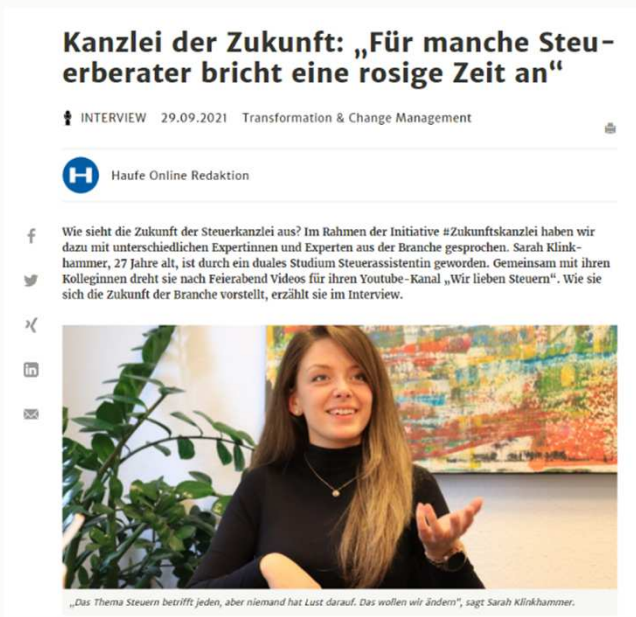 Kanzlei der Zukunft: „Für manche Steu-
erberater bricht eine rosige Zeit an“
INTERVIEW 29.09.2021 Transformation & Change Management
H Haufe Online Redaktion
Wie sieht die Zukunft der Steuerkanzlei aus? Im Rahmen der Initiative #Zukunftskanzlei haben wir
dazu mit unterschiedlichen Expertinnen und Experten aus der Branche gesprochen. Sarah Klink-
hammer, 27 Jahre alt, ist durch ein duales Studium Steuerassistentin geworden. Gemeinsam mit ihren
Kolleginnen dreht sie nach Feierabend Videos für ihren Youtube-Kanal „Wir lieben Steuern“. Wie sie
sich die Zukunft der Branche vorstellt, erzählt sie im Interview.
„Das Thema Steuern betrifft jeden, aber niemand hat Lust darauf. Das wollen wir ändern“, sagt Sarah Klinkhammer.